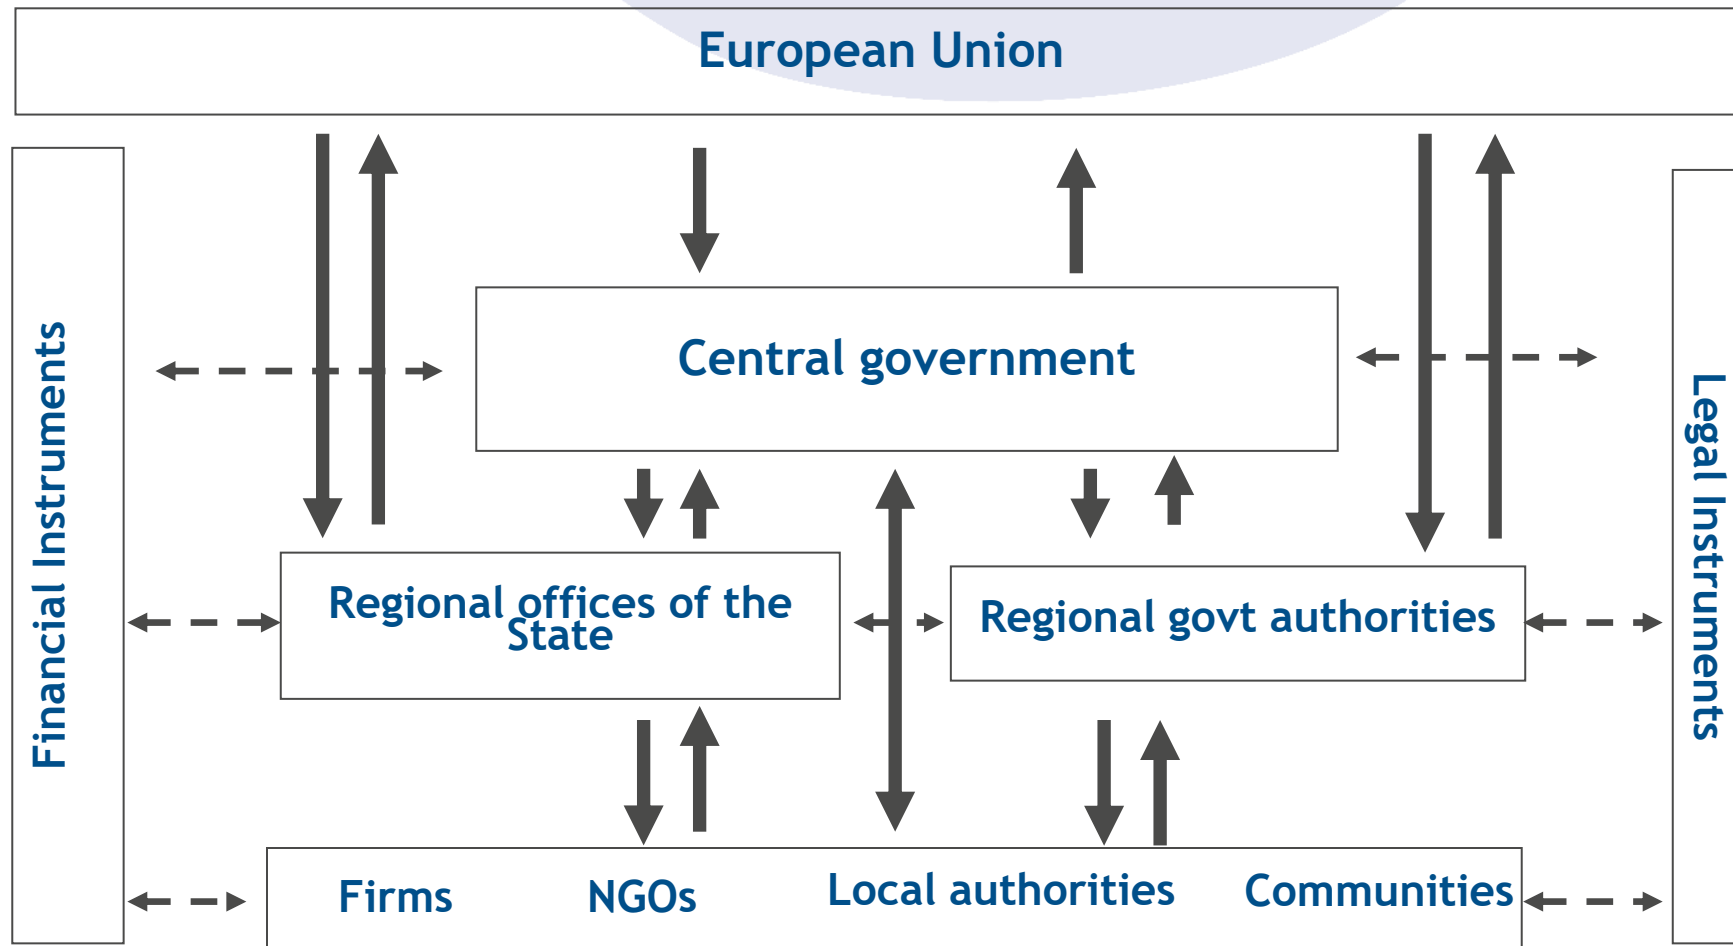 European Union
Financial Instruments
Central government
Legal Instruments
Regional offices of the
State
Regional govt authorities
Firms
NGOs
Local authorities
Communities